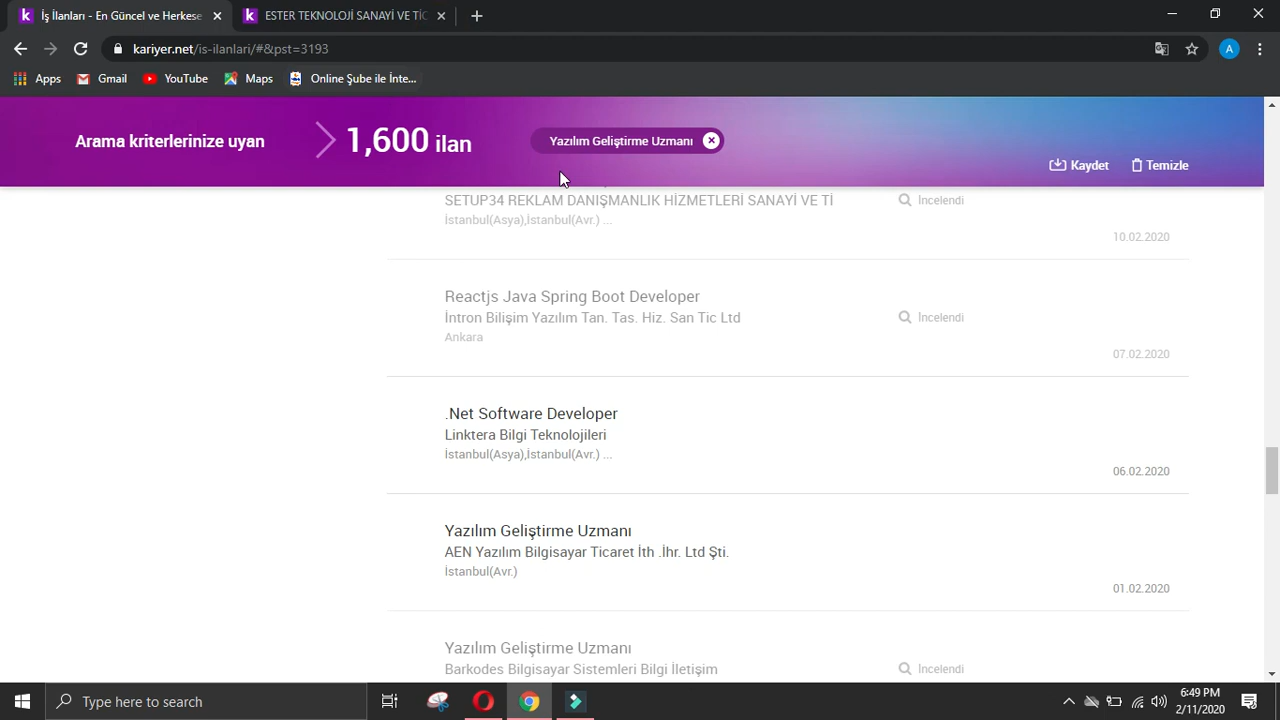 İş İlanları - En Güncel ve Herkese
ESTER TEKNOLOJİ SANAYİ VE TİC
kariyer.net/is-ilanlari/#&pst=3193
A
Apps
Gmail
YouTube
Maps
Online Şube ile İnte...
Arama kriterlerinize uyan
1,600 ilan
Yazılım Geliştirme Uzmanı
Kaydet
Temizle
SETUP34 REKLAM DANIŞMANLIK HİZMETLERİ SANAYİ VE Tİ
İncelendi
İstanbul(Asya),İstanbul(Avr.) ...
10.02.2020
Reactjs Java Spring Boot Developer
İntron Bilişim Yazılım Tan. Tas. Hiz. San Tic Ltd
İncelendi
Ankara
07.02.2020
.Net Software Developer
Linktera Bilgi Teknolojileri
İstanbul(Asya),İstanbul(Avr.) ...
06.02.2020
Yazılım Geliştirme Uzmanı
AEN Yazılım Bilgisayar Ticaret İth .İhr. Ltd Şti.
İstanbul(Avr.)
01.02.2020
Yazılım Geliştirme Uzmanı
Barkodes Bilgisayar Sistemleri Bilgi İletişim
İncelendi
Type here to search
6:49 PM
2/11/2020